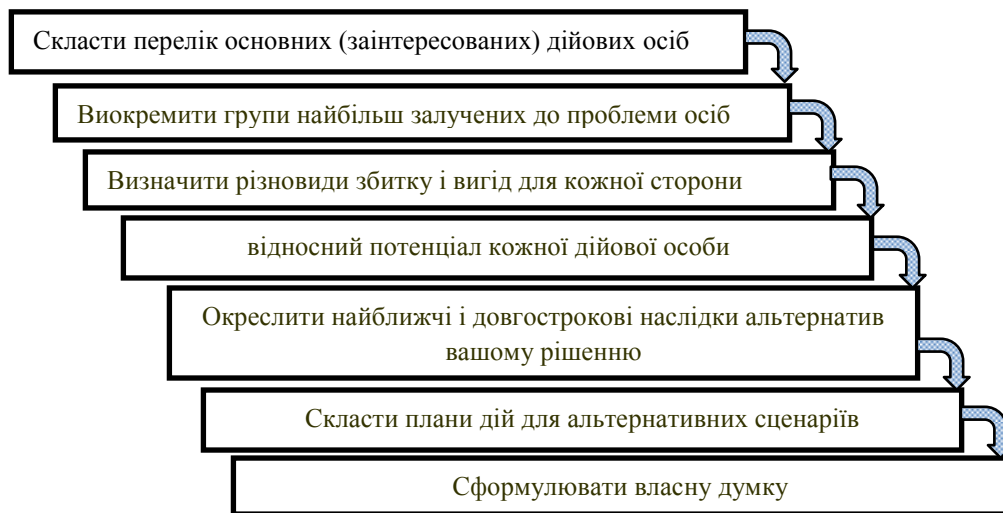 Скласти перелік основних (заінтересованих) дійових осіб
Виокремити групи найбільш залучених до проблеми осіб
Визначити різновиди збитку і вигід для кожної сторони
відносний потенціал кожної дійової особи
Окреслити найближчі і довгострокові наслідки альтернатив
вашому рішенню
Скласти плани дій для альтернативних сценаріїв
Сформулювати власну думку